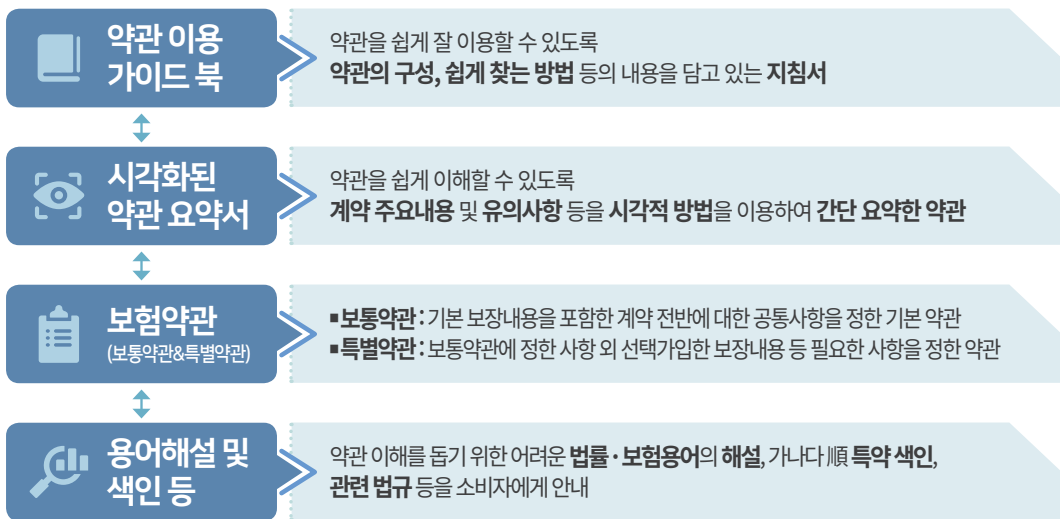 약관 이용
가이드 북
약관을 쉽게 잘 이용할 수 있도록
약관의 구성, 쉽게 찾는 방법 등의 내용을 담고 있는 지침서
시각화된
약관 요약서
약관을 쉽게 이해할 수 있도록
계약 주요내용 및 유의사항 등을 시각적 방법을 이용하여 간단 요약한 약관
보험약관
(보통약관&특별약관)
▪보통약관 : 기본 보장내용을 포함한 계약 전반에 대한 공통사항을 정한 기본 약관
▪특별약관 : 보통약관에 정한 사항 외 선택가입한 보장내용 등 필요한 사항을 정한 약관
용어해설 및
색인 등
약관 이해를 돕기 위한 어려운 법률·보험용어의 해설, 가나다順 특약 색인,
관련 법규 등을 소비자에게 안내